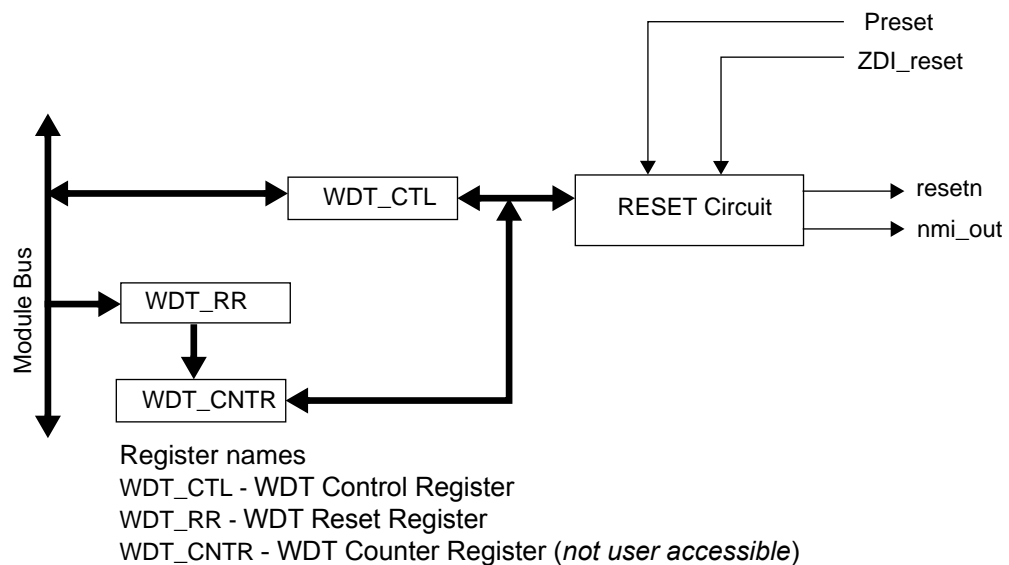 Preset
ZDI_reset
WDT_CTL
RESET Circuit
resetn
nmi_out
Module Bus
WDT_RR
WDT_CNTR
Register names
WDT_CTL - WDT Control Register
WDT_RR - WDT Reset Register
WDT_CNTR - WDT Counter Register (not user accessible)